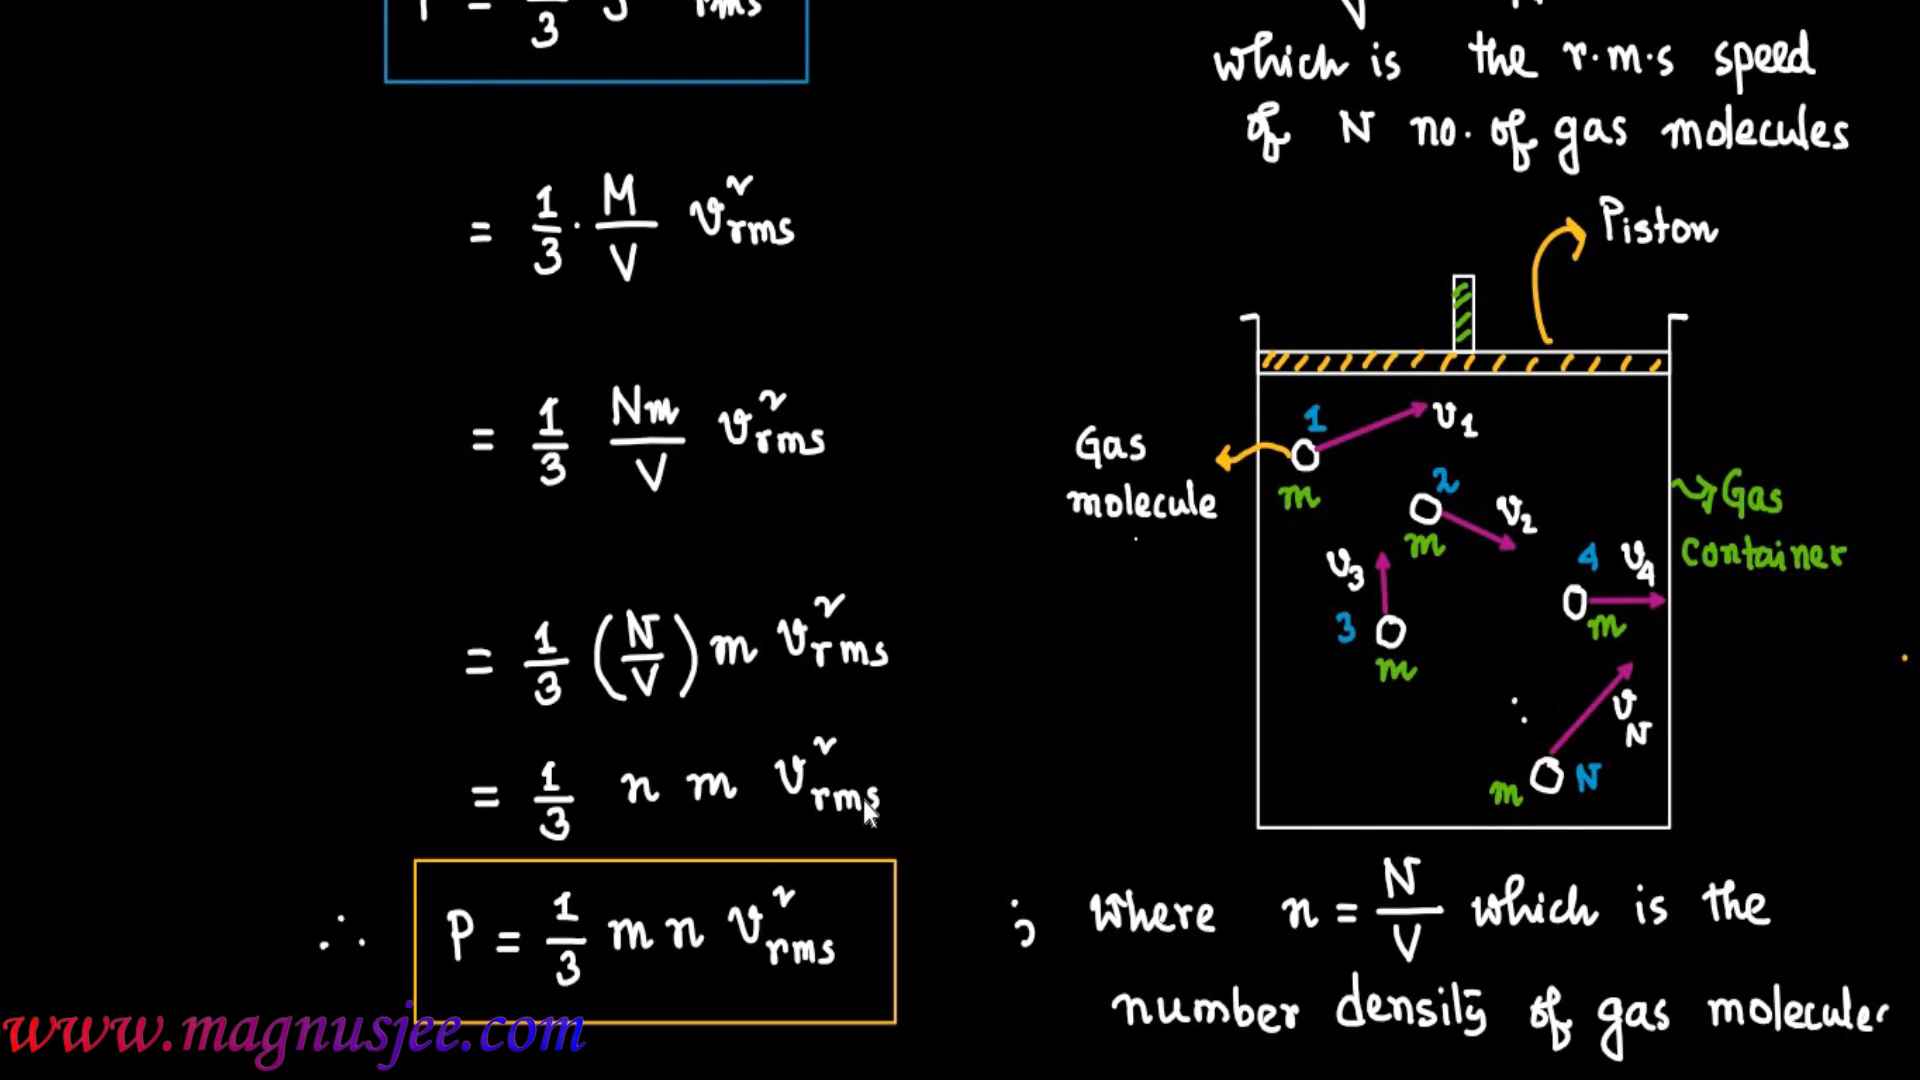 = 1/3 · M/V v²rms
= 1/3 Nm/V v²rms
= 1/3 (N/V) m v²rms
= 1/3 n m v²rms
∴ P = 1/3 m n v²rms
www.magnusjee.com
which is the r.m.s speed
of N no. of gas molecules
Piston
1 v₁
Gas
molecule
m
2 v₂
m
v₃
3
m
4 v₄
m
Gas
container
v_N
m N
; where n = N/V which is the
number density of gas molecules